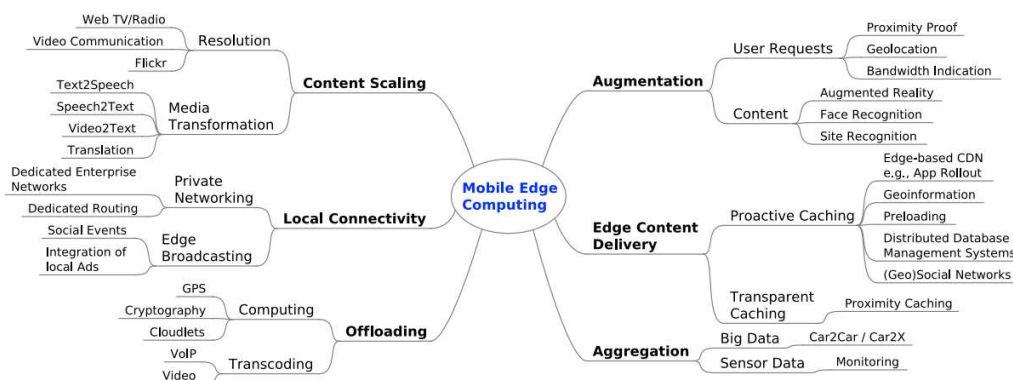 Web TV/Radio
Video Communication
Flickr
Resolution
Text2Speech
Speech2Text
Video2Text
Translation
Media
Transformation
Content Scaling
Dedicated Enterprise
Networks
Dedicated Routing
Private
Networking
Social Events
Integration of
local Ads
Edge
Broadcasting
Local Connectivity
GPS
Cryptography
Cloudlets
Computing
VoIP
Video
Transcoding
Offloading
Mobile Edge
Computing
Augmentation
User Requests
Proximity Proof
Geolocation
Bandwidth Indication
Content
Augmented Reality
Face Recognition
Site Recognition
Edge Content
Delivery
Proactive Caching
Edge-based CDN
e.g., App Rollout
Geoinformation
Preloading
Distributed Database
Management Systems
(Geo)Social Networks
Transparent
Caching
Proximity Caching
Aggregation
Big Data
Car2Car / Car2X
Sensor Data
Monitoring